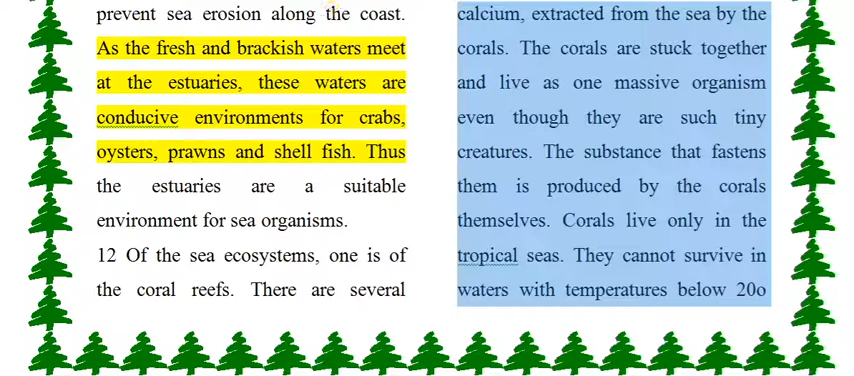 prevent sea erosion along the coast.
As the fresh and brackish waters meet
at the estuaries, these waters are
conducive environments for crabs,
oysters, prawns and shell fish. Thus
the estuaries are a suitable
environment for sea organisms.
12 Of the sea ecosystems, one is of
the coral reefs. There are several
calcium, extracted from the sea by the
corals. The corals are stuck together
and live as one massive organism
even though they are such tiny
creatures. The substance that fastens
them is produced by the corals
themselves. Corals live only in the
tropical seas. They cannot survive in
waters with temperatures below 20o